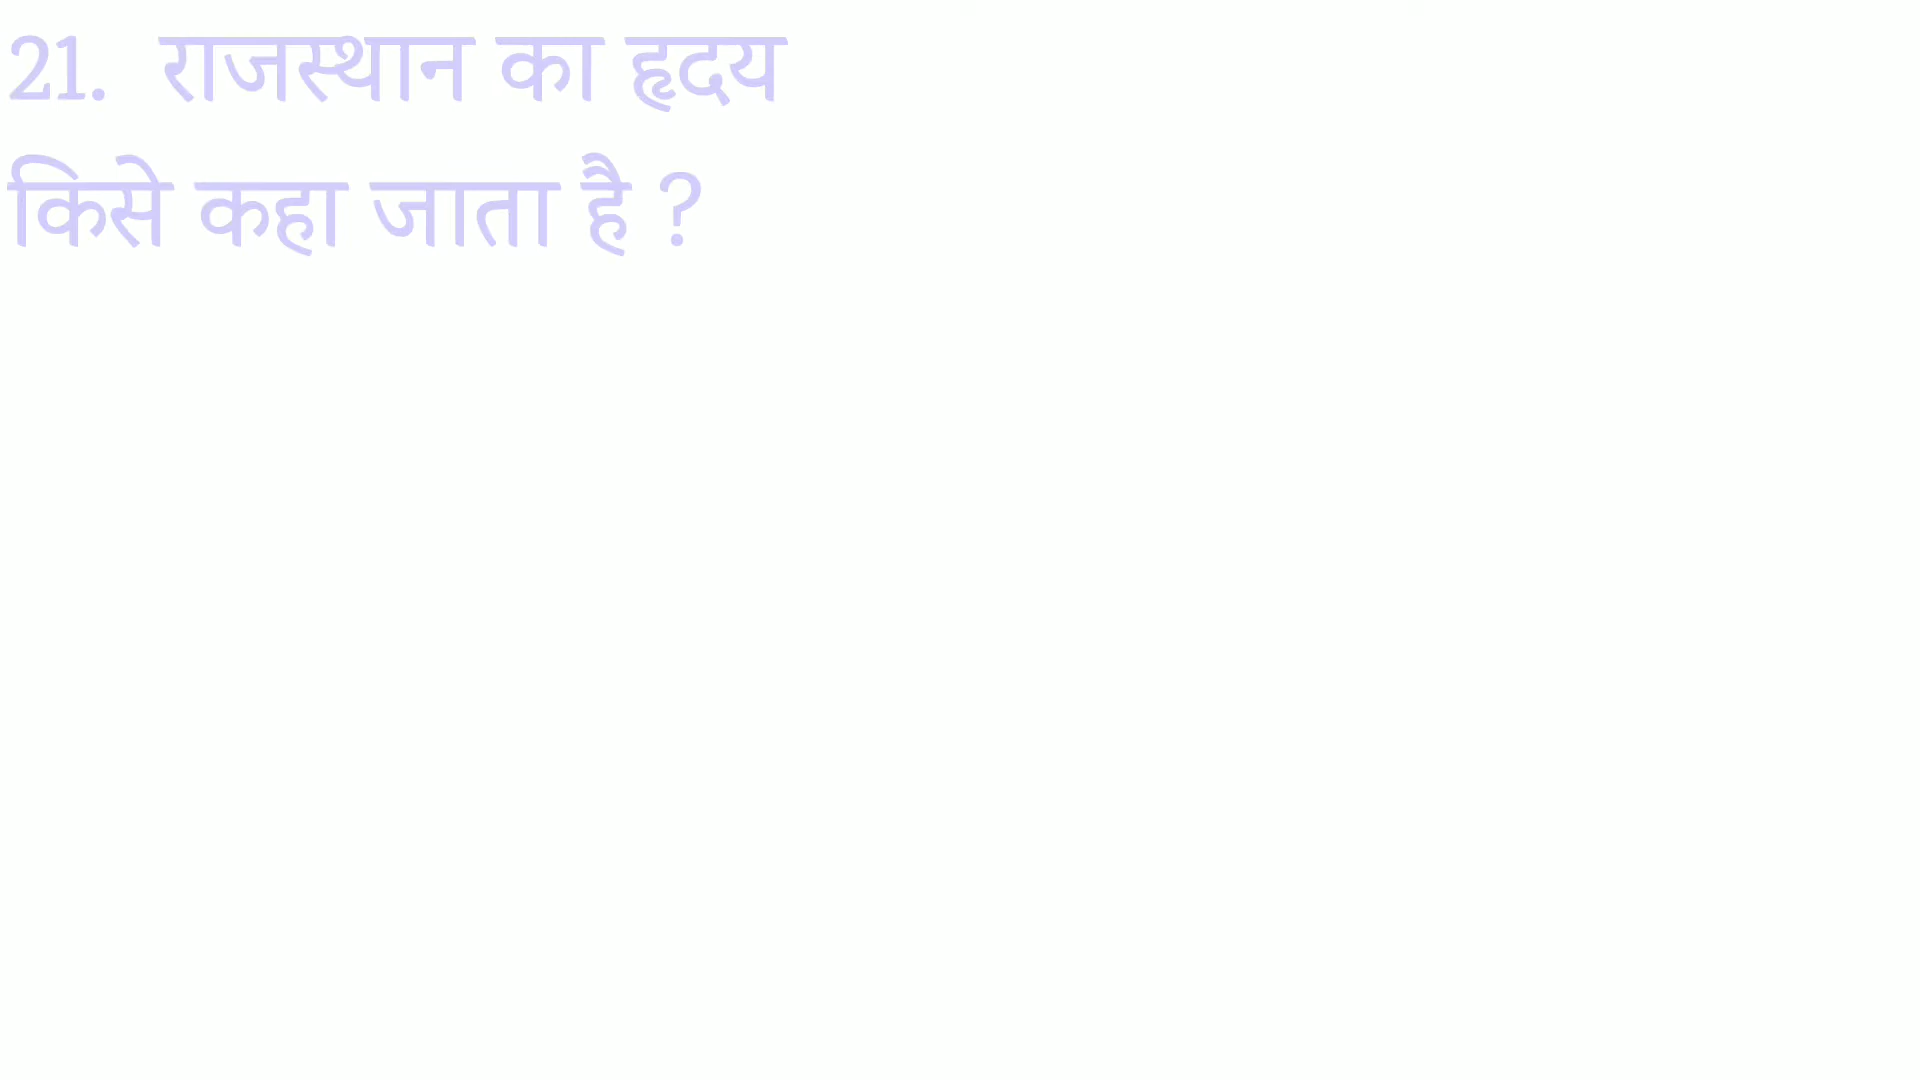 21. राजस्थान का हृदय
किसे कहा जाता है ?